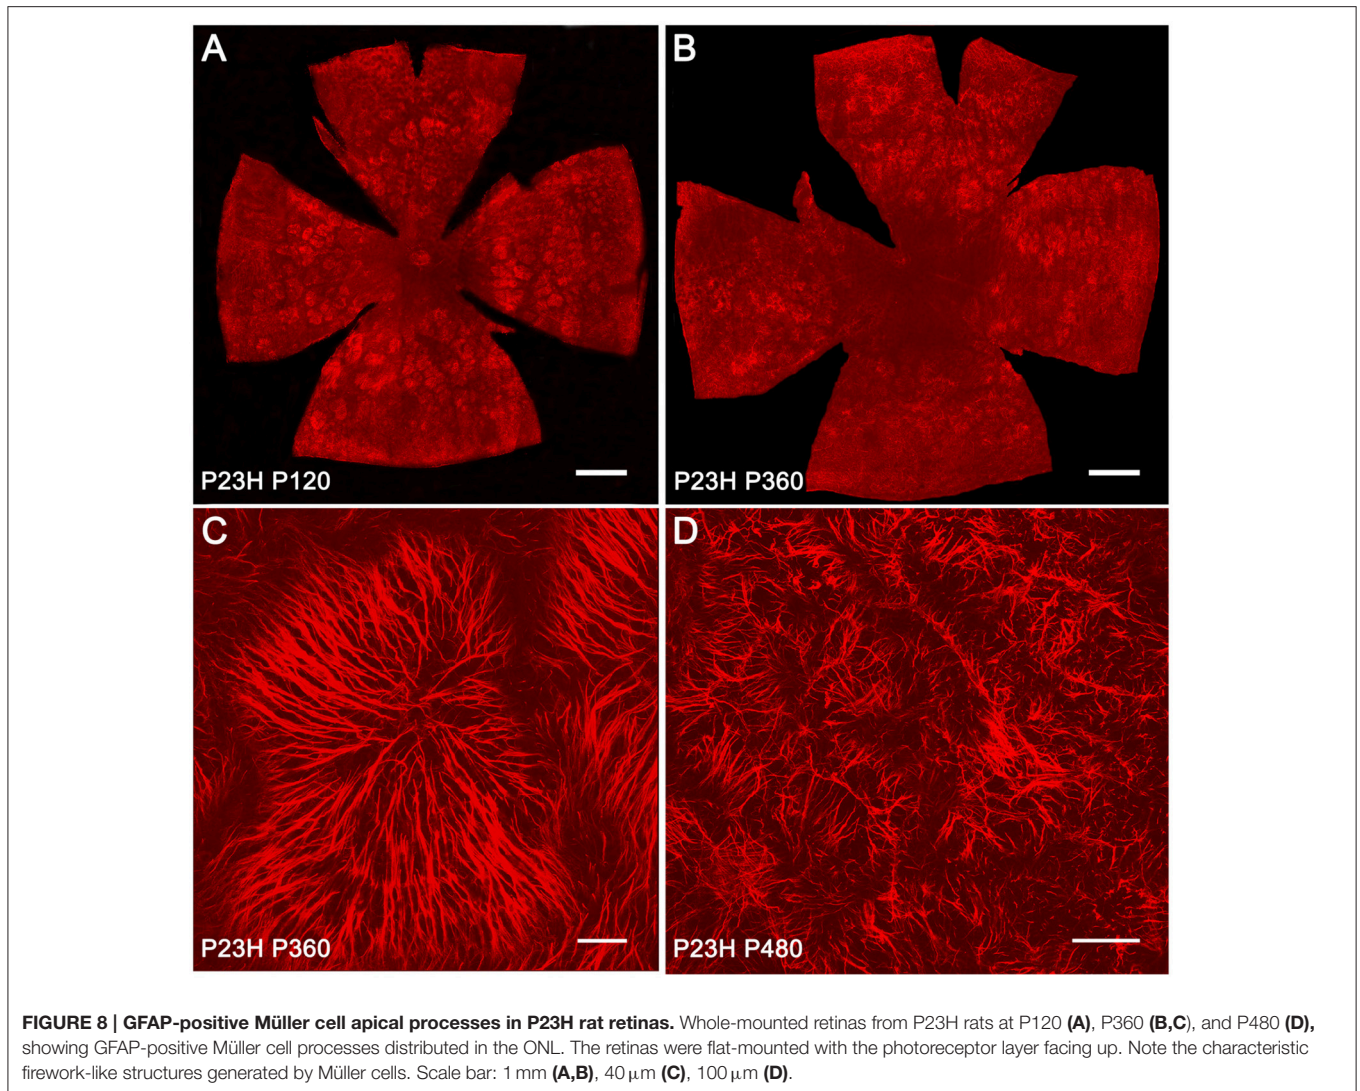 A
B
P23H P120
P23H P360
C
D
P23H P360
P23H P480
FIGURE 8 | GFAP-positive Müller cell apical processes in P23H rat retinas. Whole-mounted retinas from P23H rats at P120 (A), P360 (B,C), and P480 (D),
showing GFAP-positive Müller cell processes distributed in the ONL. The retinas were flat-mounted with the photoreceptor layer facing up. Note the characteristic
firework-like structures generated by Müller cells. Scale bar: 1 mm (A,B), 40 μm (C), 100 μm (D).